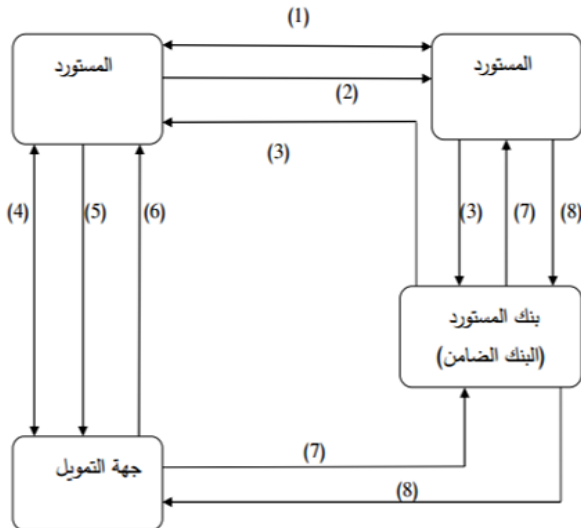 (1)
المستورد
المستورد
(2)
(3)
(4)
(5)
(6)
(3)
(7)
(8)
بنك المستورد
(البنك الضامن)
جهة التمويل
(7)
(8)